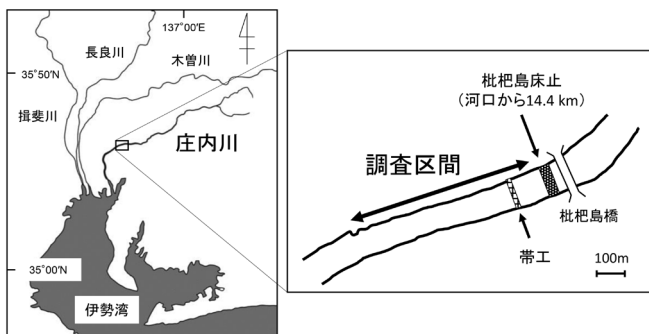 137°00′E
長良川
木曽川
35°50′N
揖斐川
庄内川
35°00′N
伊勢湾
枇杷島床止
(河口から14.4 km)
調査区間
枇杷島橋
帯工
100m